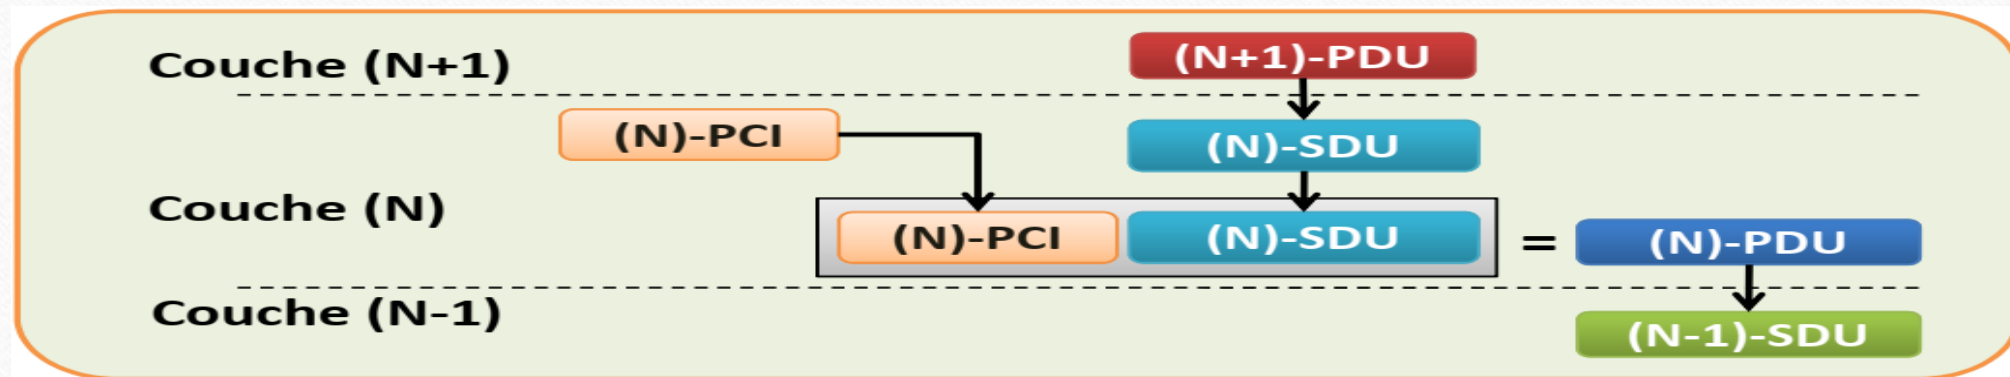 Couche (N+1)
(N+1)-PDU
(N)-PCI
(N)-SDU
Couche (N)
(N)-PCI (N)-SDU = (N)-PDU
Couche (N-1)
(N-1)-SDU